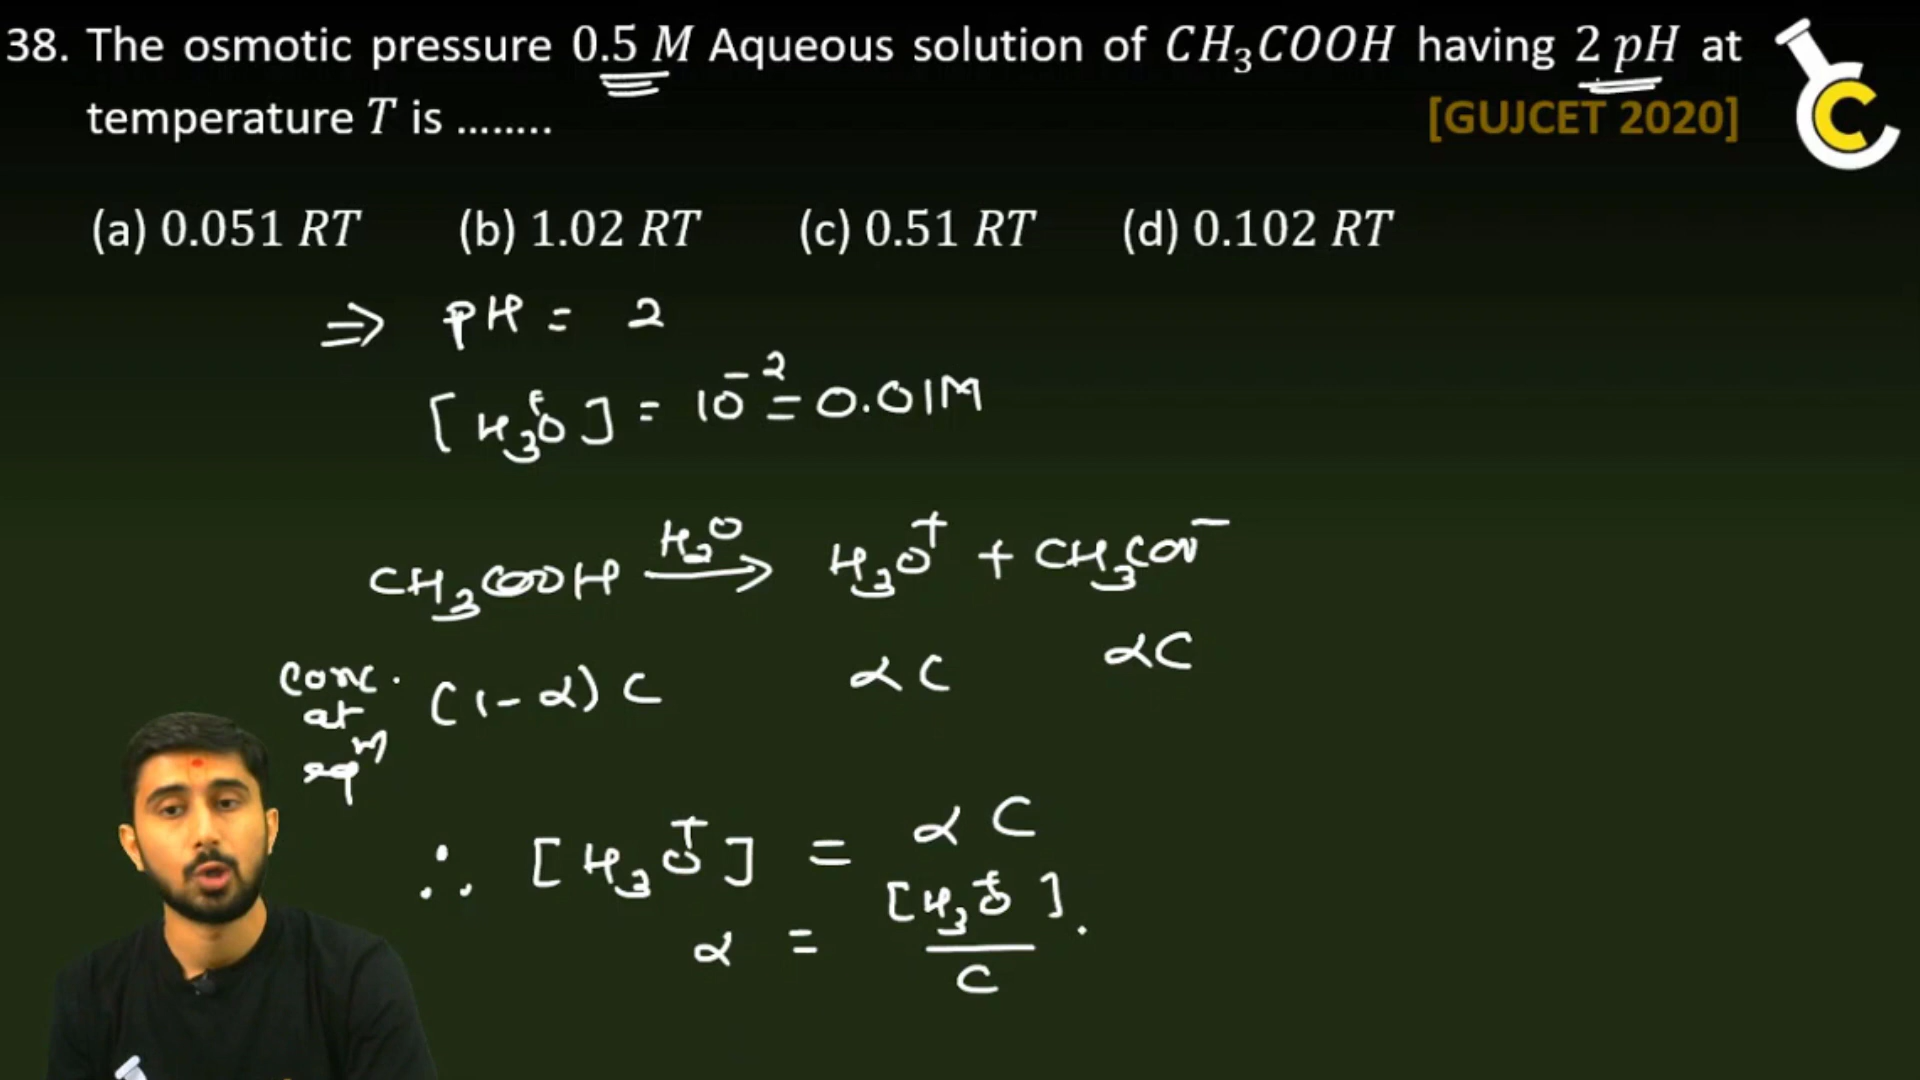 38. The osmotic pressure 0.5 M Aqueous solution of CH₃COOH having 2 pH at
temperature T is ........
[GUJCET 2020]
C
(a) 0.051 RT (b) 1.02 RT (c) 0.51 RT (d) 0.102 RT
⇒ pH = 2
[H₃O⁺] = 10⁻² = 0.01M
CH₃COOH —H₂O→ H₃O⁺ + CH₃COO⁻
conc. at eqᵐ (1-α) C αC αC
∴ [H₃O⁺] = α C
α = [H₃O⁺] / C .